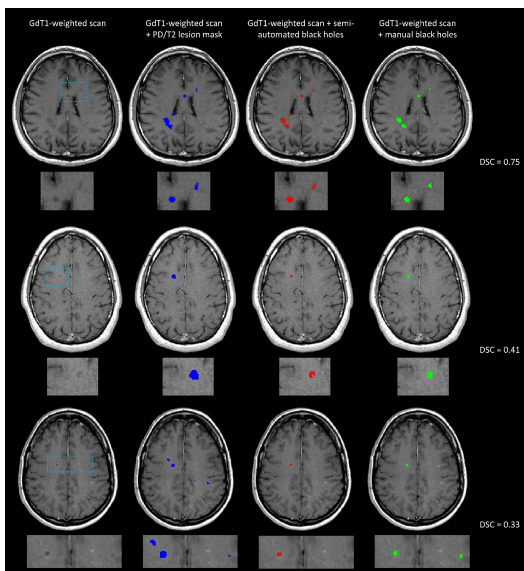 GdT1-weighted scan
GdT1-weighted scan
+ PD/T2 lesion mask
GdT1-weighted scan + semi-
automated black holes
GdT1-weighted scan
+ manual black holes
DSC = 0.75
DSC = 0.41
DSC = 0.33